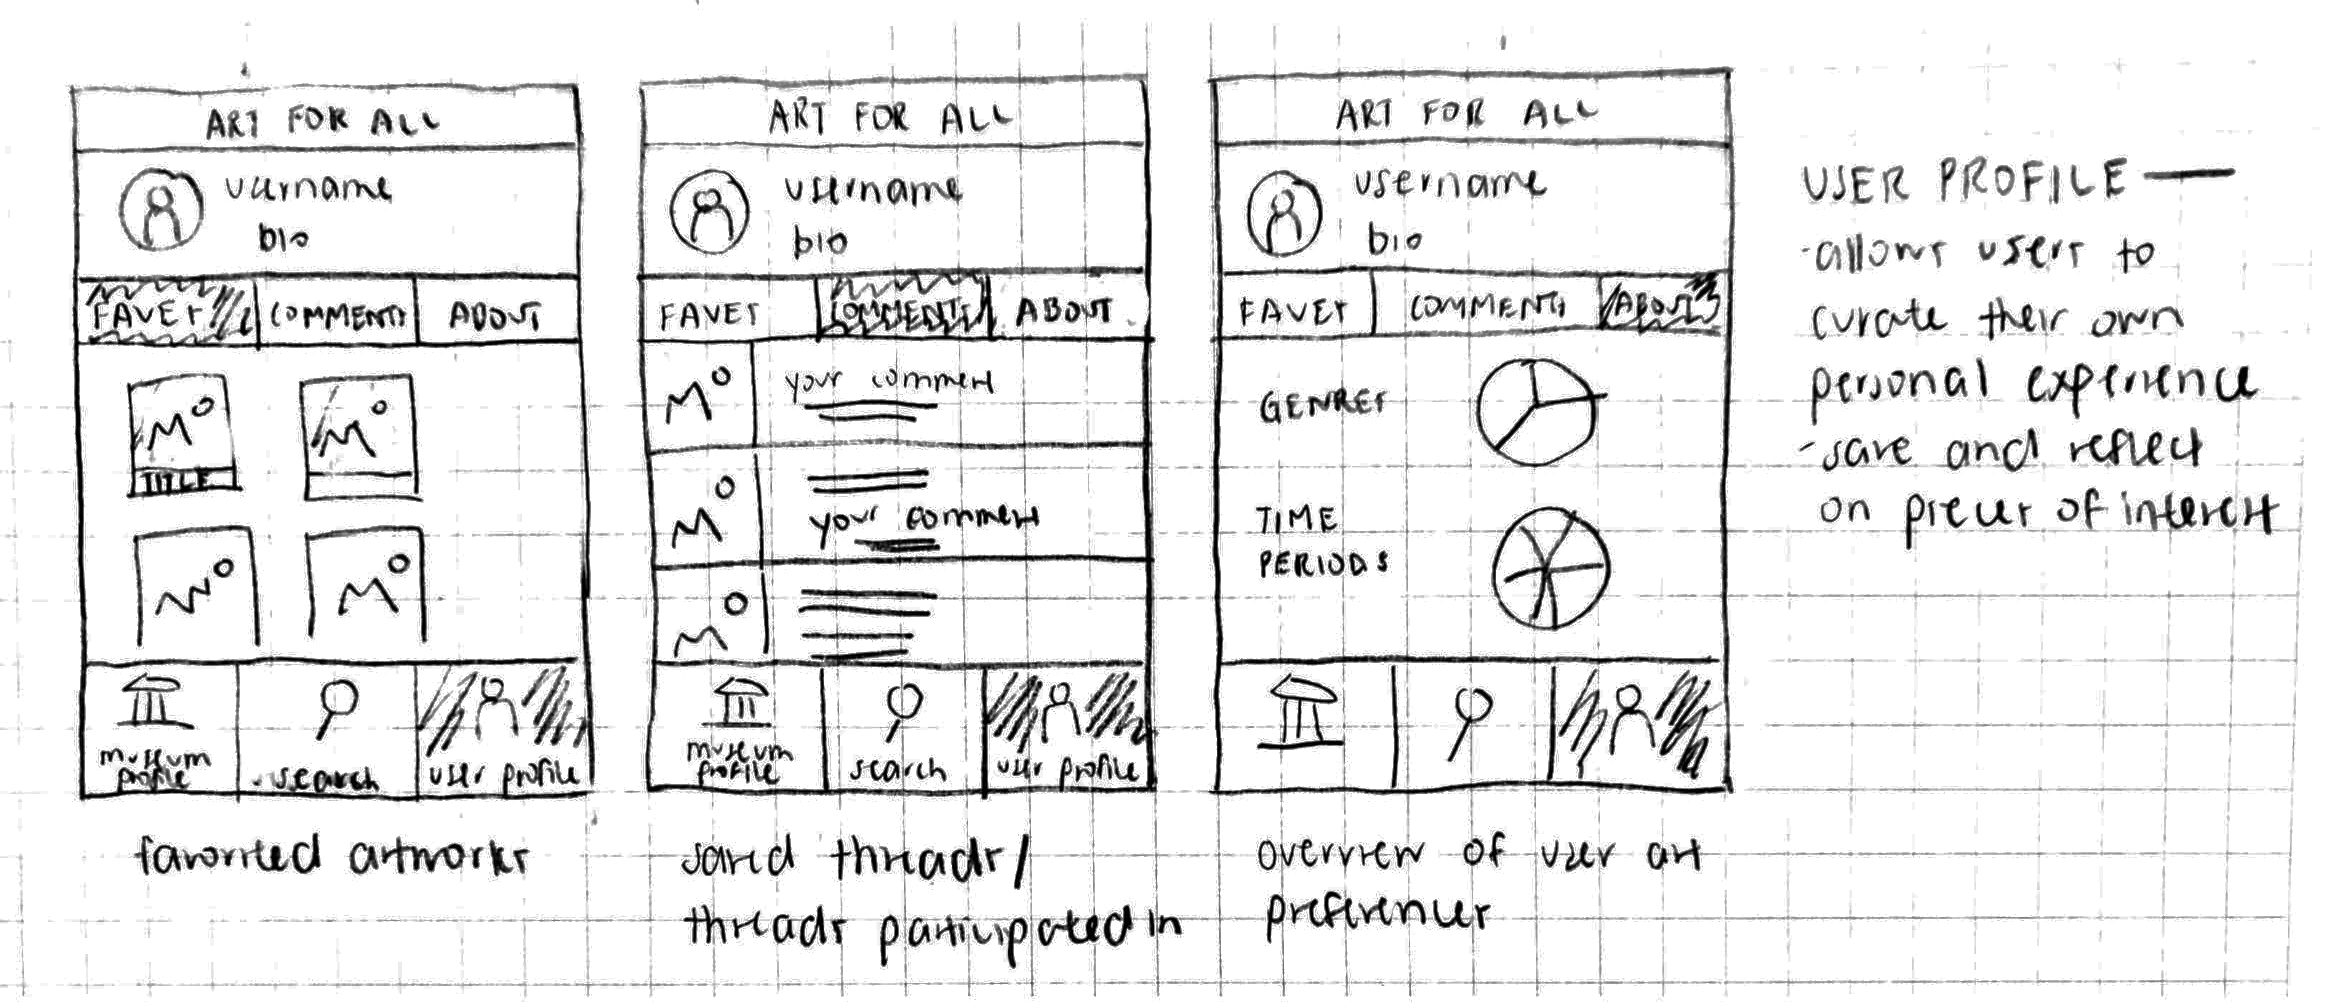 ART FOR ALL
username
bio
FAVES
COMMENTS
ABOUT
TITLE
museum
profile
search
user profile
favorited artworks
ART FOR ALL
username
bio
FAVES
COMMENTS
ABOUT
your comment
your comment
museum
profile
search
user profile
saved threads/
threads participated in
ART FOR ALL
username
bio
FAVES
COMMENTS
ABOUT
GENRES
TIME
PERIODS
overview of user art
preferences
USER PROFILE —
-allows users to
curate their own
personal experience
-save and reflect
on pieces of interest